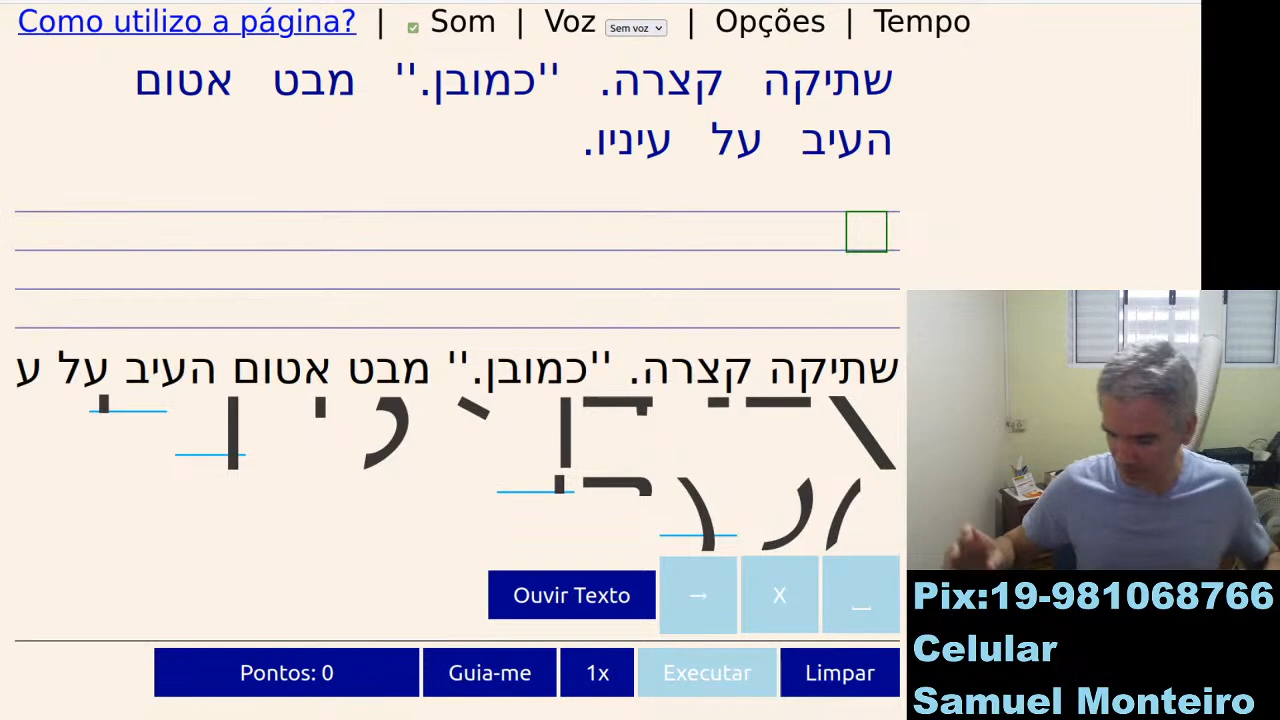 Como utilizo a página? | Som | Voz Sem voz | Opções | Tempo
שתיקה קצרה. ''כמובן.'' מבט אטום
העיב על עיניו.
שתיקה קצרה. ''כמובן.'' מבט אטום העיב על ע
Ouvir Texto → X _
Pontos: 0 Guia-me 1x Executar Limpar
Pix:19-981068766
Celular
Samuel Monteiro